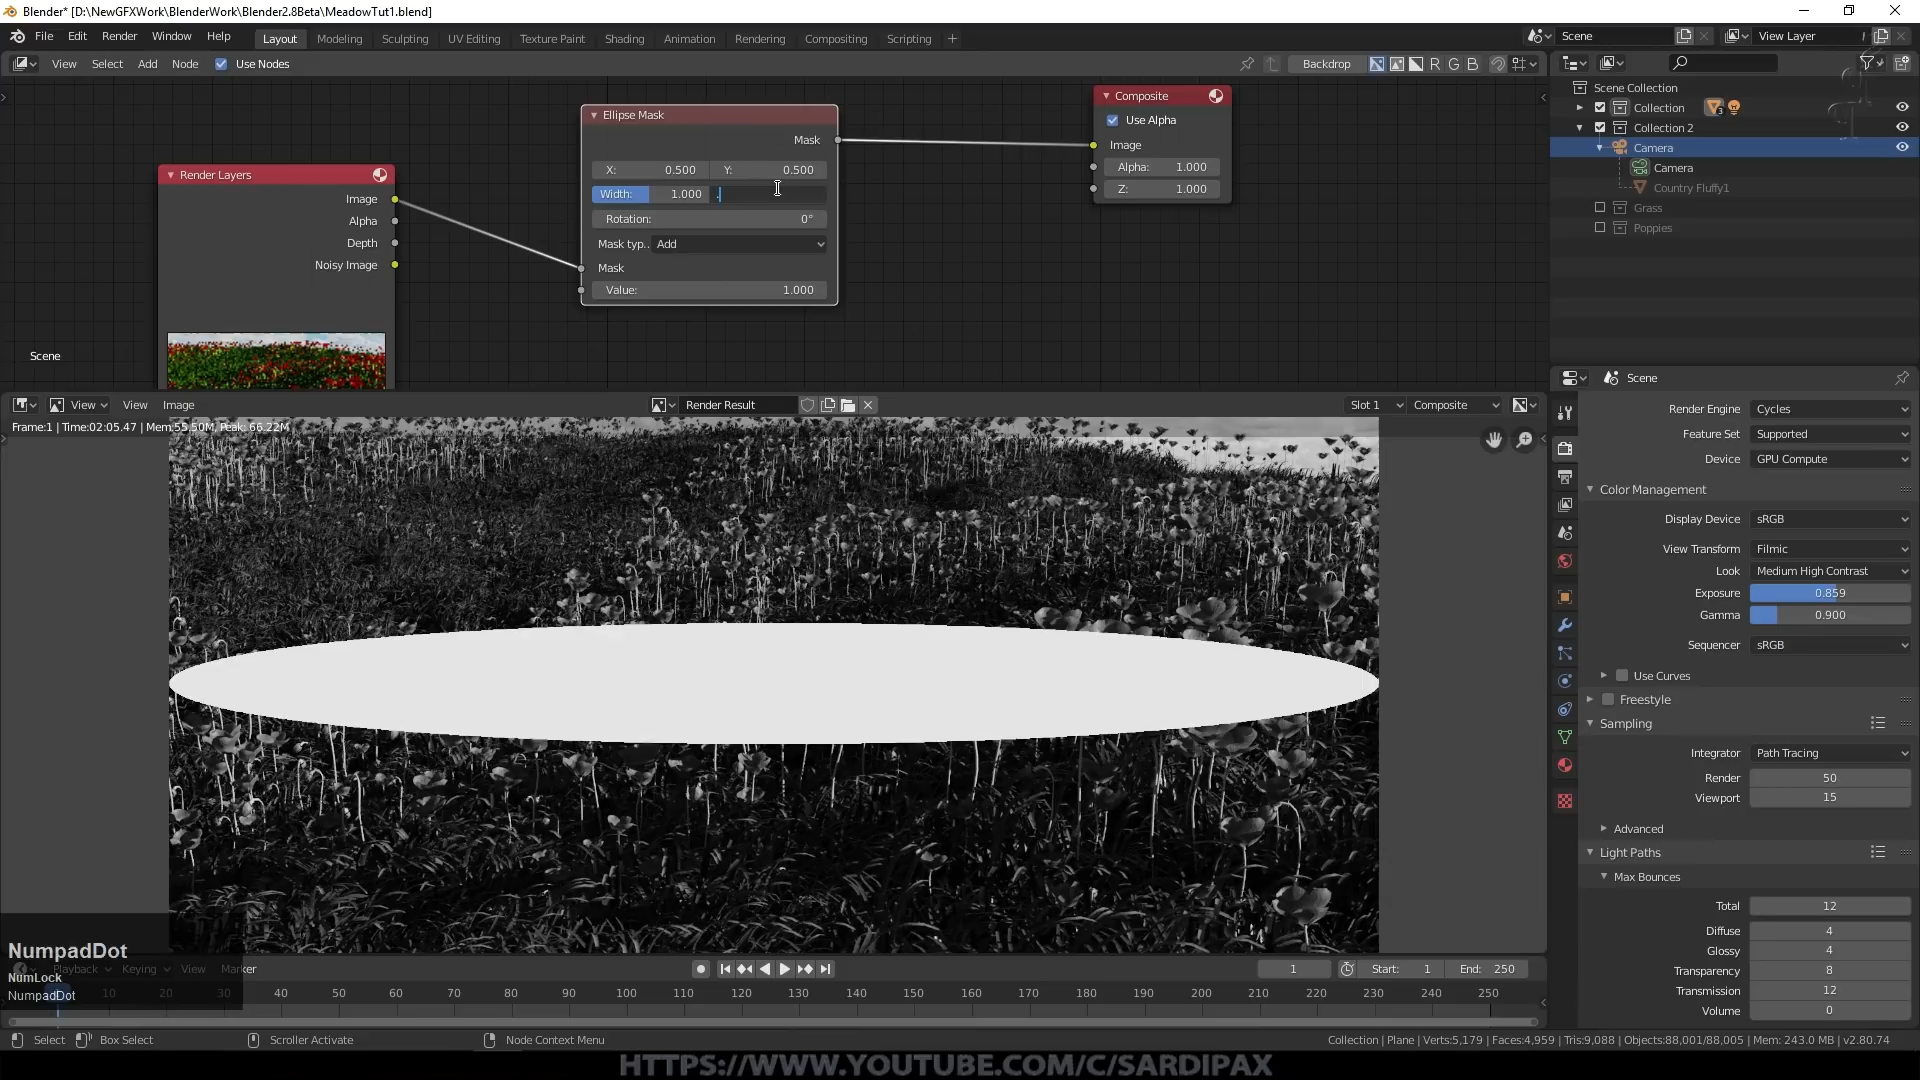 Blender* [D:\NewGFXWork\BlenderWork\Blender2.8Beta\MeadowTut1.blend]
File Edit Render Window Help Layout Modeling Sculpting UV Editing Texture Paint Shading Animation Rendering Compositing Scripting + Scene View Layer
View Select Add Node Use Nodes Backdrop R G B
Scene Collection
Collection
Collection 2
Camera
Camera
Country Fluffy1
Grass
Poppies
Render Layers
Image
Alpha
Depth
Noisy Image
Ellipse Mask
Mask
X: 0.500 Y: 0.500
Width: 1.000 .
Rotation: 0°
Mask typ.. Add
Mask
Value: 1.000
Composite
Use Alpha
Image
Alpha: 1.000
Z: 1.000
Scene
View View Image Render Result Slot 1 Composite
Frame:1 | Time:02:05.47 | Mem:55.50M, Peak: 66.22M
Scene
Render Engine Cycles
Feature Set Supported
Device GPU Compute
Color Management
Display Device sRGB
View Transform Filmic
Look Medium High Contrast
Exposure 0.859
Gamma 0.900
Sequencer sRGB
Use Curves
Freestyle
Sampling
Integrator Path Tracing
Render 50
Viewport 15
Advanced
Light Paths
Max Bounces
Total 12
Diffuse 4
Glossy 4
Transparency 8
Transmission 12
Volume 0
NumpadDot
NumLock
NumpadDot
Playback Keying View Marker 1 Start: 1 End: 250
10 20 30 40 50 60 70 80 90 100 110 120 130 140 150 160 170 180 190 200 210 220 230 240 250
Select Box Select Scroller Activate Node Context Menu Collection | Plane | Verts:5,179 | Faces:4,959 | Tris:9,088 | Objects:88,001/88,005 | Mem: 243.0 MB | v2.80.74
HTTPS://WWW.YOUTUBE.COM/C/SARDIPAX